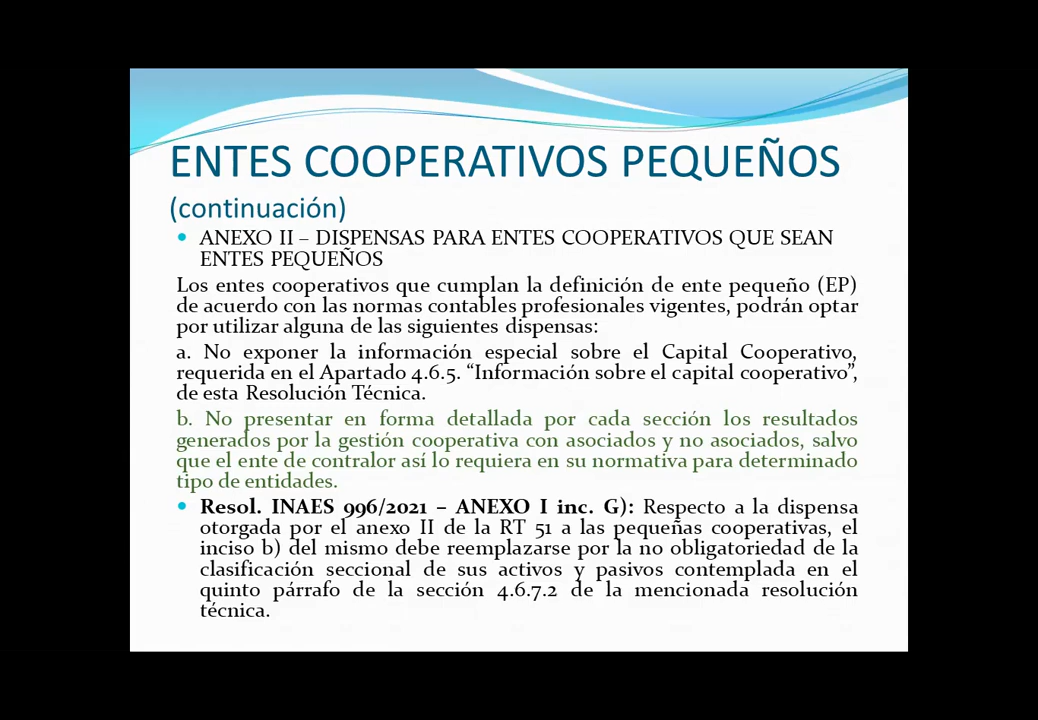 ENTES COOPERATIVOS PEQUEÑOS
(continuación)
• ANEXO II – DISPENSAS PARA ENTES COOPERATIVOS QUE SEAN
ENTES PEQUEÑOS
Los entes cooperativos que cumplan la definición de ente pequeño (EP)
de acuerdo con las normas contables profesionales vigentes, podrán optar
por utilizar alguna de las siguientes dispensas:
a. No exponer la información especial sobre el Capital Cooperativo,
requerida en el Apartado 4.6.5. “Información sobre el capital cooperativo”,
de esta Resolución Técnica.
b. No presentar en forma detallada por cada sección los resultados
generados por la gestión cooperativa con asociados y no asociados, salvo
que el ente de contralor así lo requiera en su normativa para determinado
tipo de entidades.
• Resol. INAES 996/2021 – ANEXO I inc. G): Respecto a la dispensa
otorgada por el anexo II de la RT 51 a las pequeñas cooperativas, el
inciso b) del mismo debe reemplazarse por la no obligatoriedad de la
clasificación seccional de sus activos y pasivos contemplada en el
quinto párrafo de la sección 4.6.7.2 de la mencionada resolución
técnica.